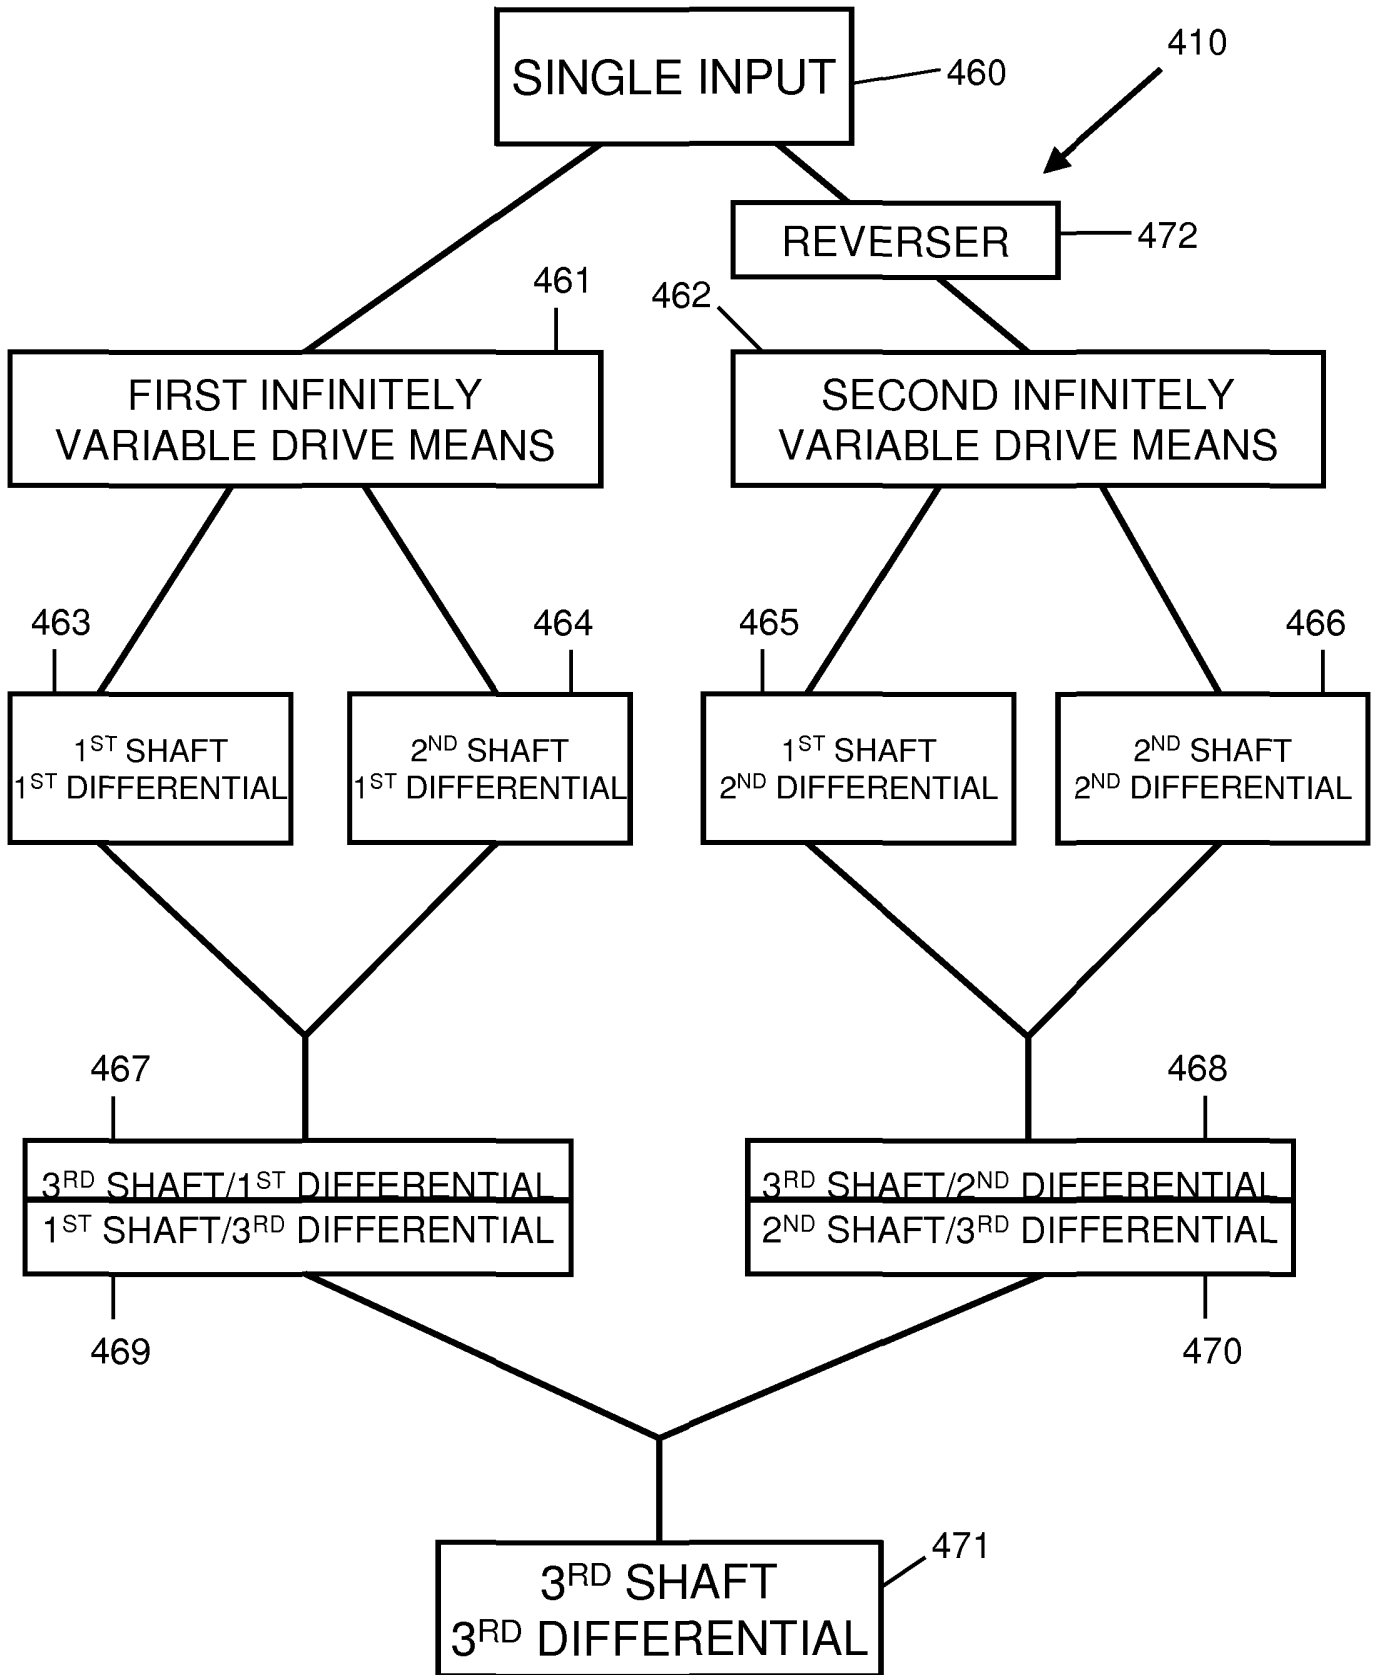 SINGLE INPUT
460
410
REVERSER
472
461
462
FIRST INFINITELY
VARIABLE DRIVE MEANS
SECOND INFINITELY
VARIABLE DRIVE MEANS
463
464
465
466
1ST SHAFT
1ST DIFFERENTIAL
2ND SHAFT
1ST DIFFERENTIAL
1ST SHAFT
2ND DIFFERENTIAL
2ND SHAFT
2ND DIFFERENTIAL
467
468
3RD SHAFT/1ST DIFFERENTIAL
1ST SHAFT/3RD DIFFERENTIAL
3RD SHAFT/2ND DIFFERENTIAL
2ND SHAFT/3RD DIFFERENTIAL
469
470
471
3RD SHAFT
3RD DIFFERENTIAL